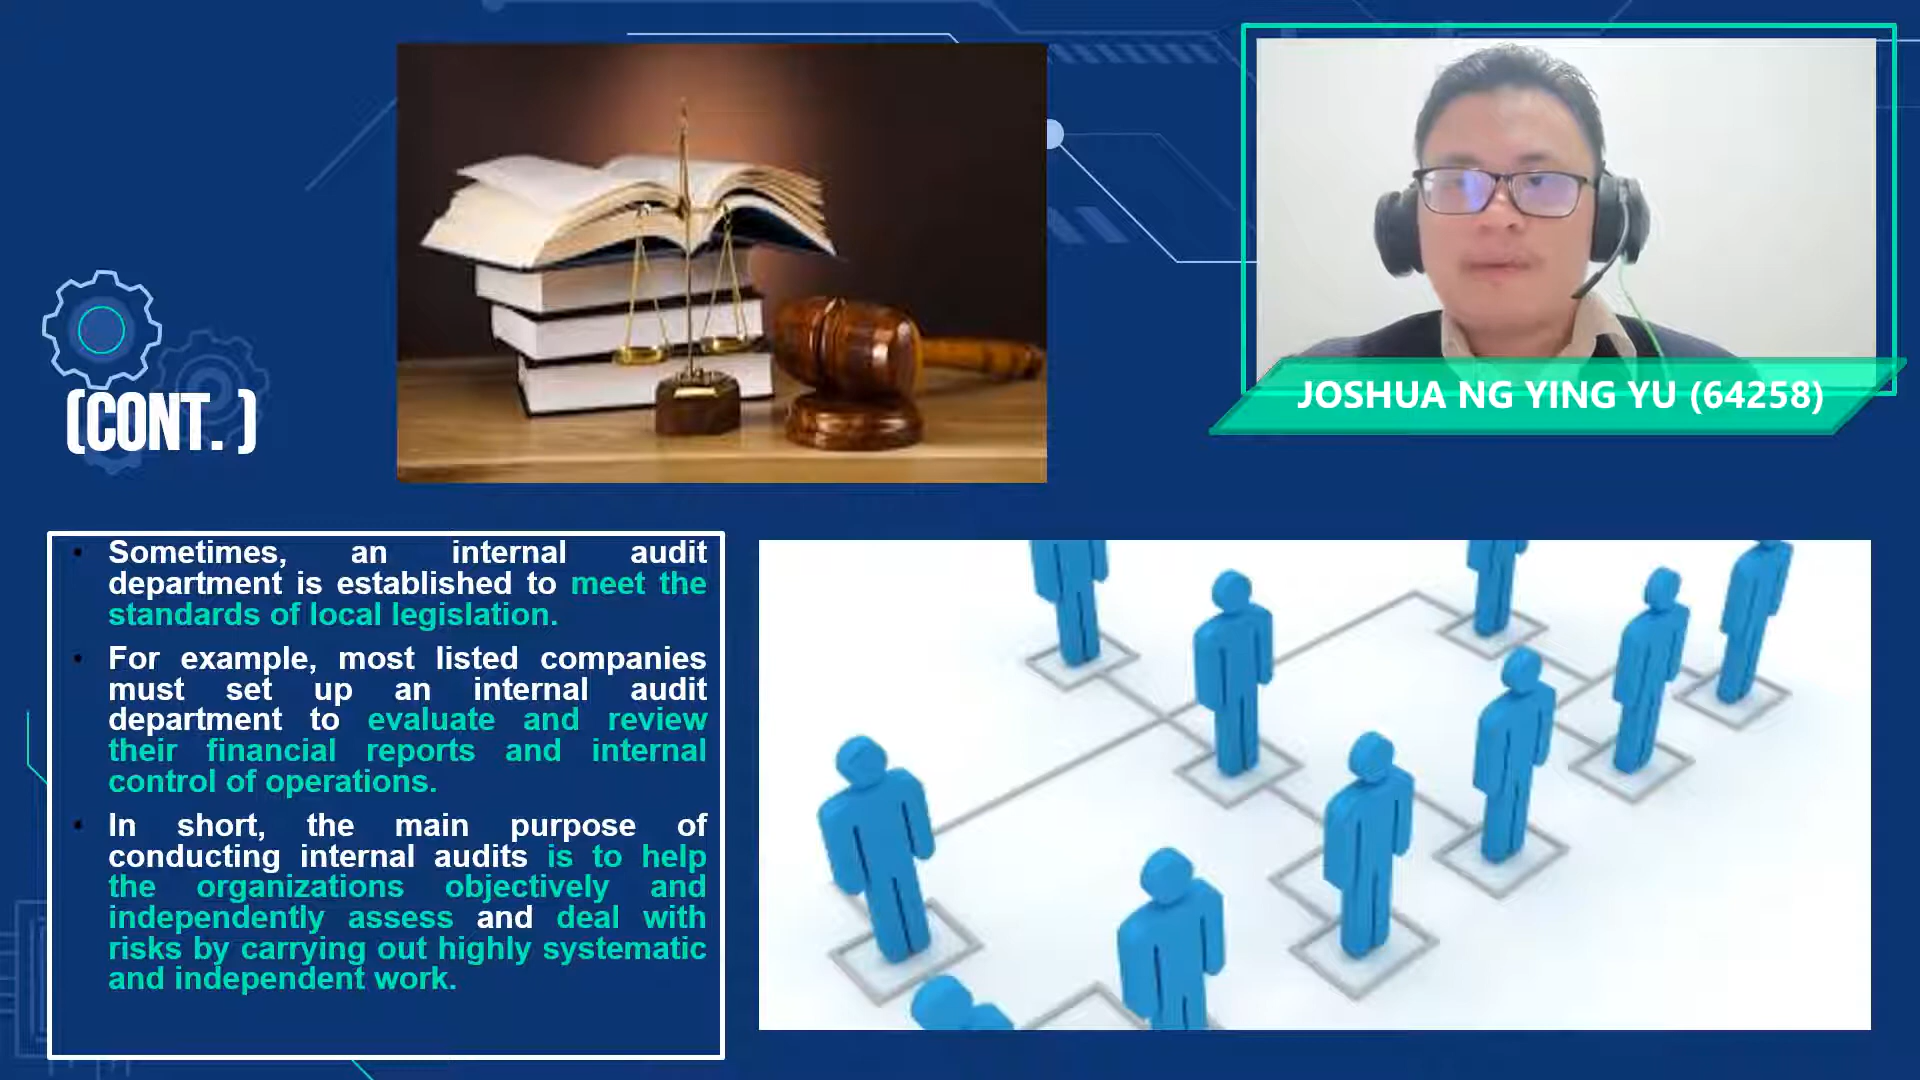 JOSHUA NG YING YU (64258)
(CONT. )
• Sometimes, an internal audit
department is established to meet the
standards of local legislation.
• For example, most listed companies
must set up an internal audit
department to evaluate and review
their financial reports and internal
control of operations.
• In short, the main purpose of
conducting internal audits is to help
the organizations objectively and
independently assess and deal with
risks by carrying out highly systematic
and independent work.